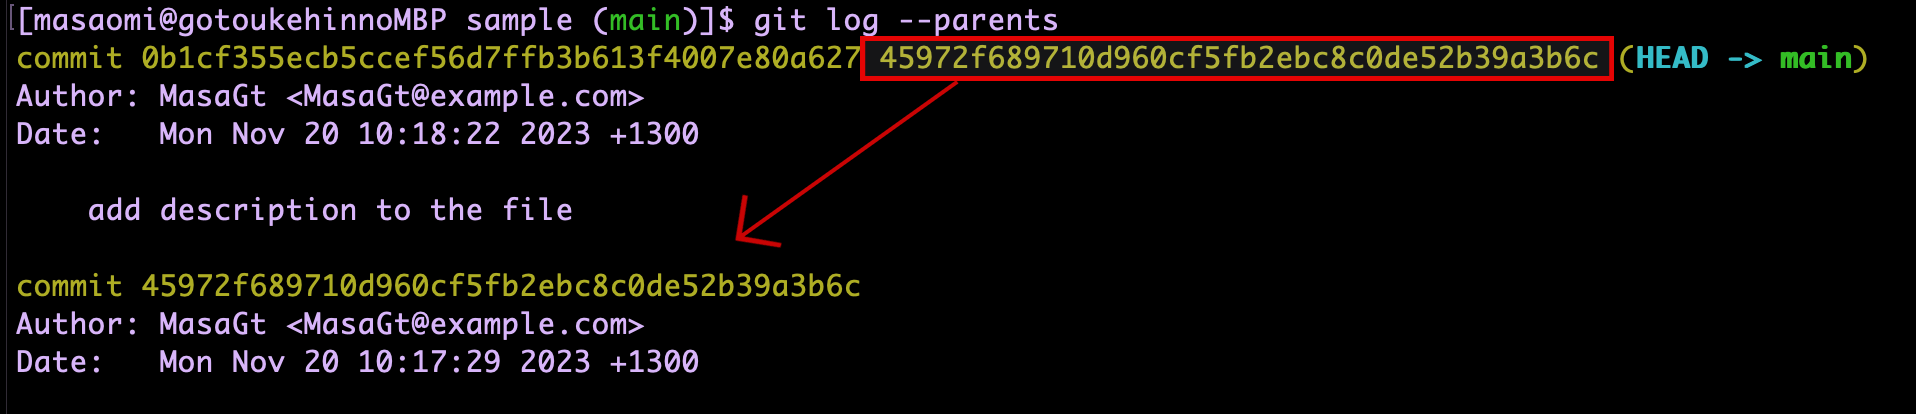 [masaomi@gotoukehinnoMBP sample (main)]$ git log --parents
commit 0b1cf355ecb5ccef56d7ffb3b613f4007e80a627 45972f689710d960cf5fb2ebc8c0de52b39a3b6c (HEAD -> main)
Author: MasaGt <MasaGt@example.com>
Date:   Mon Nov 20 10:18:22 2023 +1300
    add description to the file
commit 45972f689710d960cf5fb2ebc8c0de52b39a3b6c
Author: MasaGt <MasaGt@example.com>
Date:   Mon Nov 20 10:17:29 2023 +1300